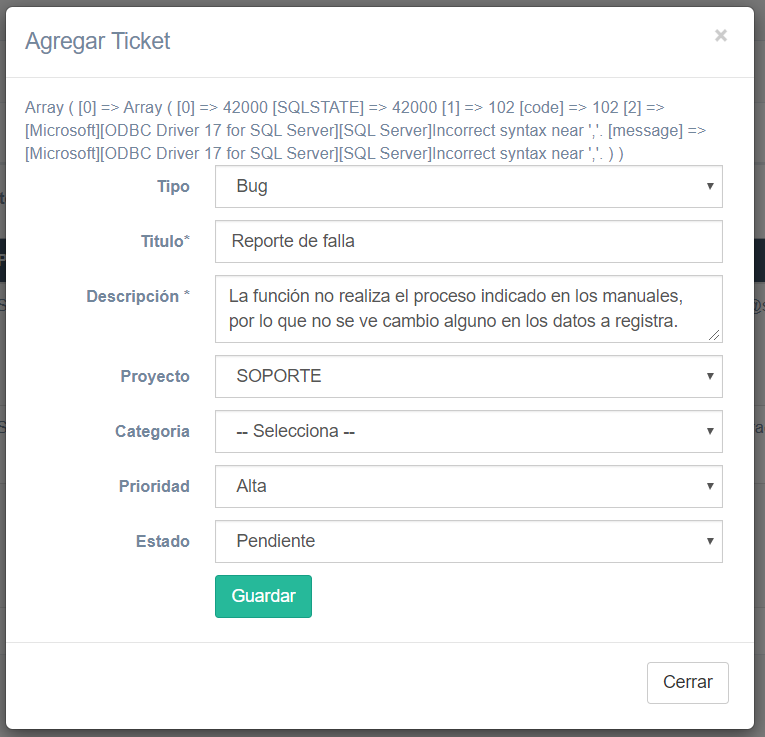 Agregar Ticket ×
Array ( [0] => Array ( [0] => 42000 [SQLSTATE] => 42000 [1] => 102 [code] => 102 [2] =>
[Microsoft][ODBC Driver 17 for SQL Server][SQL Server]Incorrect syntax near ','. [message] =>
[Microsoft][ODBC Driver 17 for SQL Server][SQL Server]Incorrect syntax near ','. ) )
Tipo Bug
Titulo* Reporte de falla
Descripción * La función no realiza el proceso indicado en los manuales,
por lo que no se ve cambio alguno en los datos a registra.
Proyecto SOPORTE
Categoria -- Selecciona --
Prioridad Alta
Estado Pendiente
Guardar
Cerrar